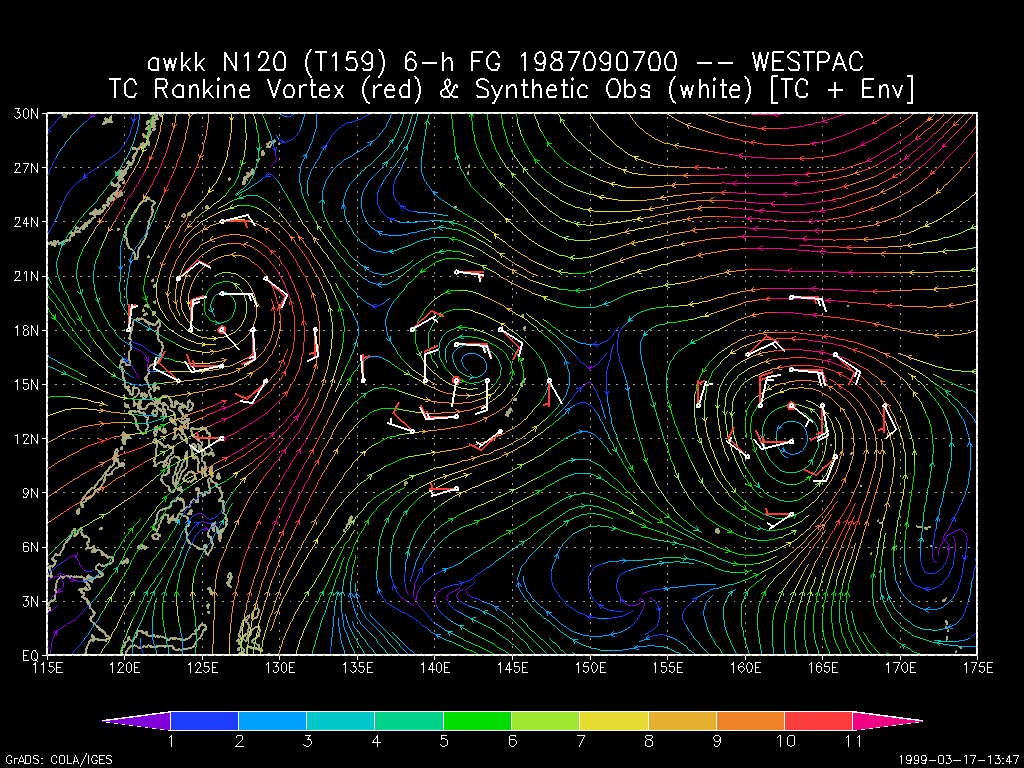 awkk N120 (T159) 6-h FG 1987090700 -- WESTPAC
TC Rankine Vortex (red) & Synthetic Obs (white) [TC + Env]
30N
27N
24N
21N
18N
15N
12N
9N
6N
3N
EQ
115E 120E 125E 130E 135E 140E 145E 150E 155E 160E 165E 170E 175E
1 2 3 4 5 6 7 8 9 10 11
GrADS: COLA/IGES 1999-03-17-13:47